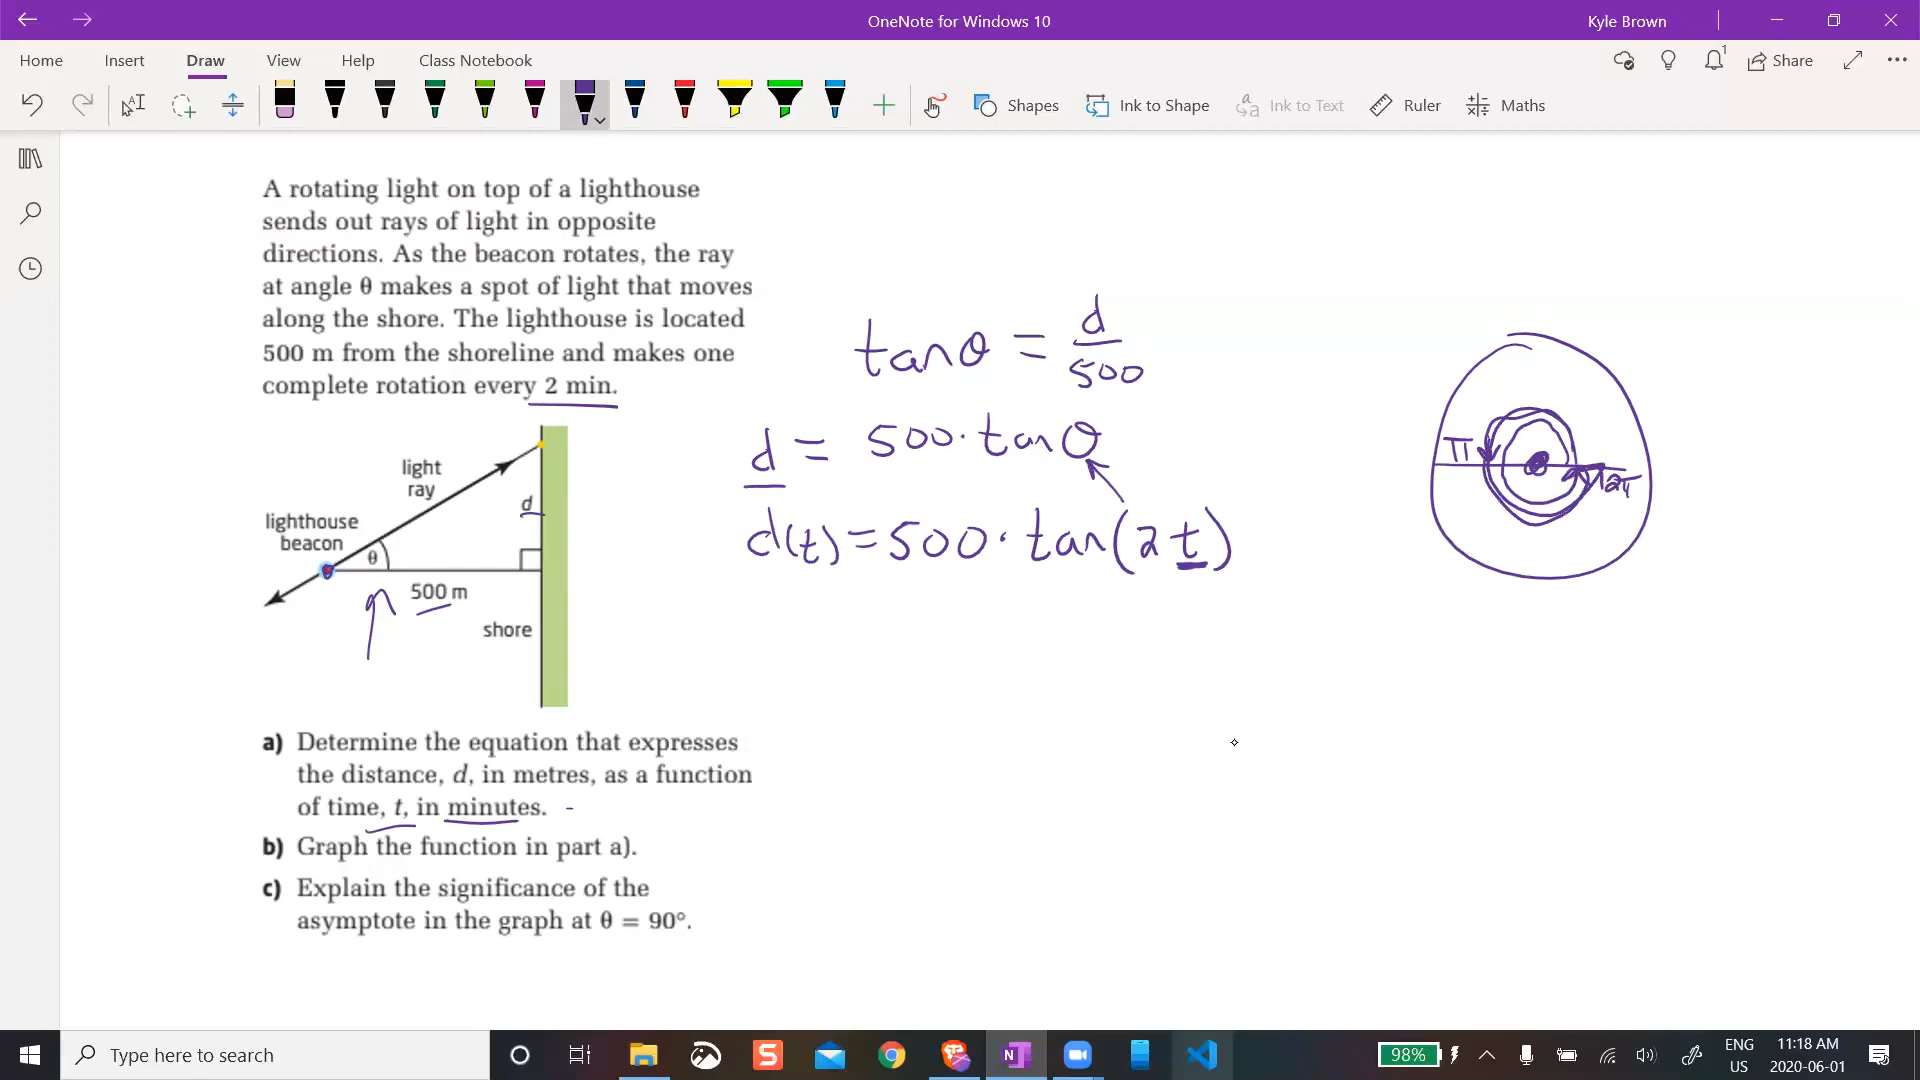 OneNote for Windows 10
Kyle Brown
Home Insert Draw View Help Class Notebook
1
Share
Shapes
Ink to Shape
Ink to Text
Ruler
Maths
A rotating light on top of a lighthouse
sends out rays of light in opposite
directions. As the beacon rotates, the ray
at angle θ makes a spot of light that moves
along the shore. The lighthouse is located
500 m from the shoreline and makes one
complete rotation every 2 min.
light
ray
d
lighthouse
beacon
θ
500 m
shore
tanθ = d/500
d = 500·tanθ
d(t) = 500·tan(2t)
π
2π
a) Determine the equation that expresses
the distance, d, in metres, as a function
of time, t, in minutes.
b) Graph the function in part a).
c) Explain the significance of the
asymptote in the graph at θ = 90°.
Type here to search
98%
ENG
US
11:18 AM
2020-06-01